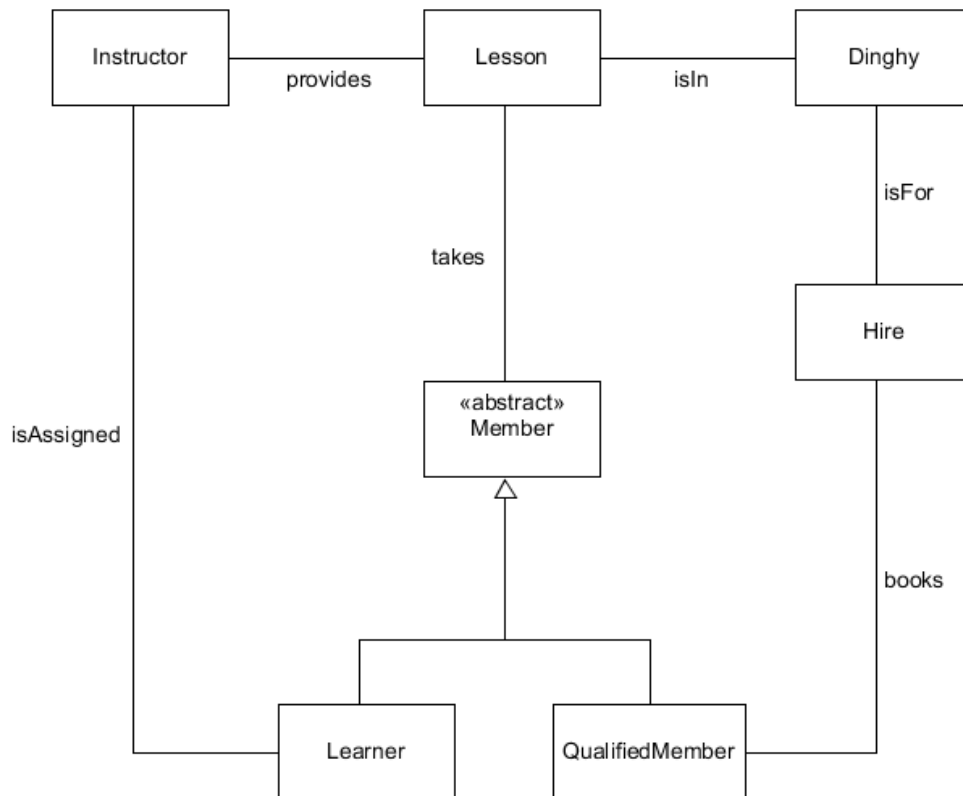 Instructor
Lesson
Dinghy
provides
isIn
isFor
takes
Hire
«abstract»
Member
isAssigned
books
Learner
QualifiedMember